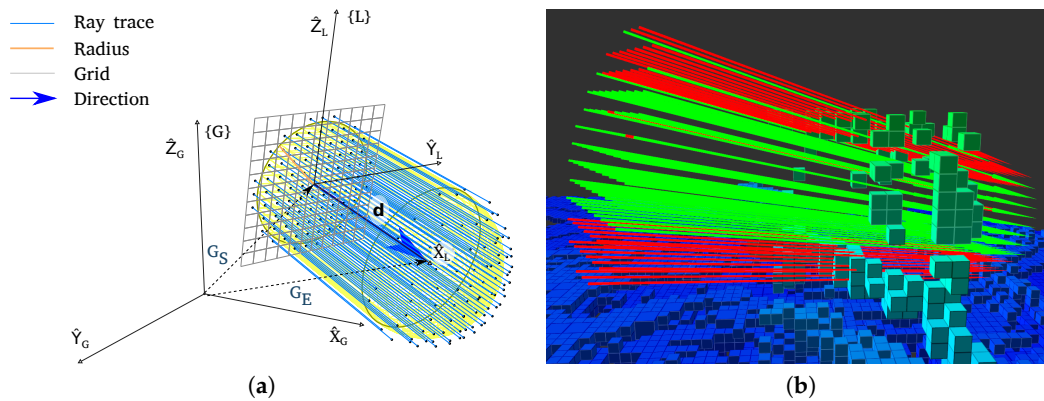 Ray trace
Radius
Grid
Direction
Ẑ_L
{L}
{G}
Ẑ_G
Ŷ_L
d
G_S
X̂_L
G_E
X̂_G
Ŷ_G
(a)
(b)